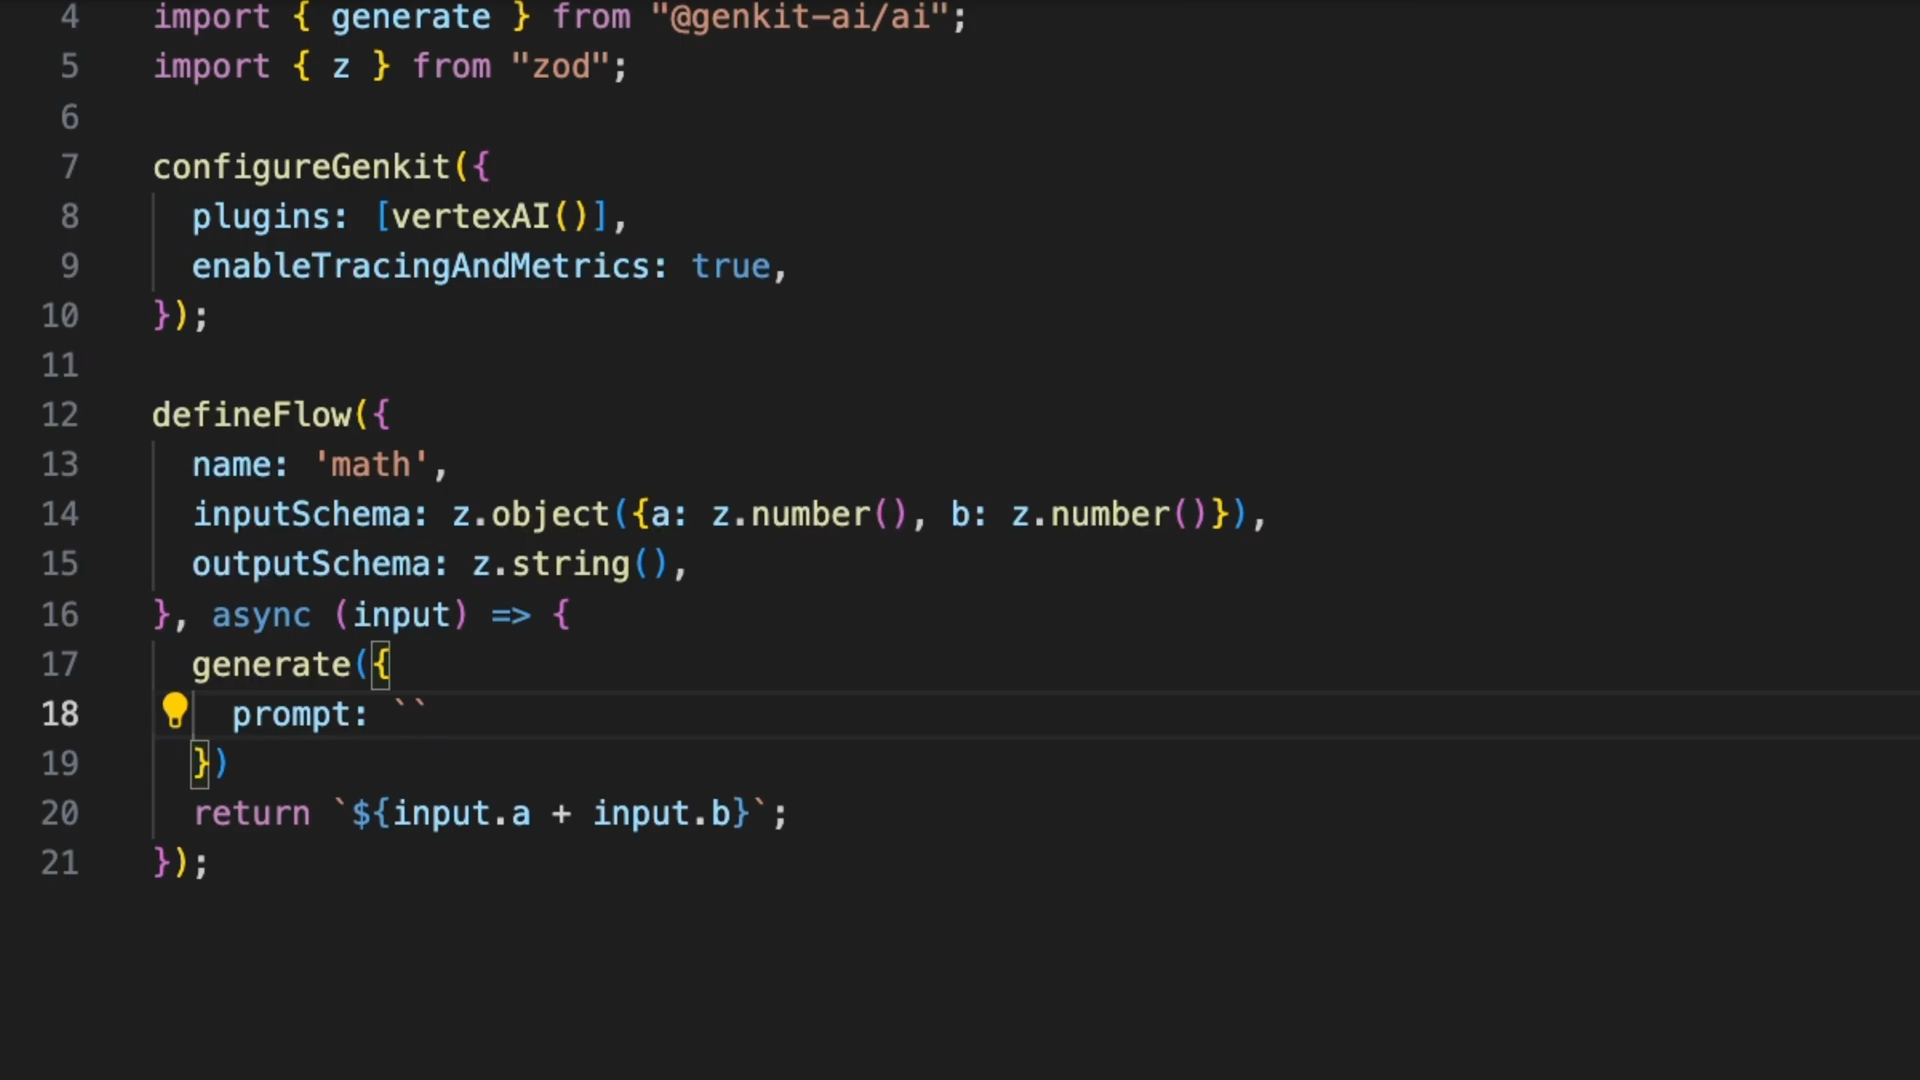 4 import { generate } from "@genkit-ai/ai";
5 import { z } from "zod";
6
7 configureGenkit({
8 plugins: [vertexAI()],
9 enableTracingAndMetrics: true,
10 });
11
12 defineFlow({
13 name: 'math',
14 inputSchema: z.object({a: z.number(), b: z.number()}),
15 outputSchema: z.string(),
16 }, async (input) => {
17 generate({
18 prompt: ``
19 })
20 return `${input.a + input.b}`;
21 });